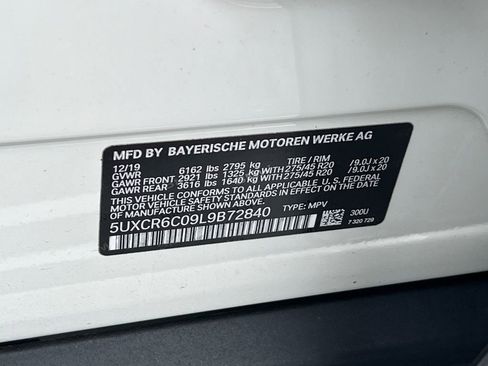 MFD BY BAYERISCHE MOTOREN WERKE AG
12/19
GVWR 6162 lbs 2795 kg TIRE / RIM
GAWR FRONT 2921 lbs 1325 kg WITH 275/45 R20 /9.0J x 20
GAWR REAR 3616 lbs 1640 kg WITH 275/45 R20 /9.0J x 20
THIS VEHICLE CONFORMS TO ALL APPLICABLE U.S. FEDERAL
MOTOR VEHICLE SAFETY STANDARDS IN EFFECT ON THE DATE
OF MANUFACTURE SHOWN ABOVE.
5UXCR6C09L9B72840 TYPE: MPV 300U
7 320 729